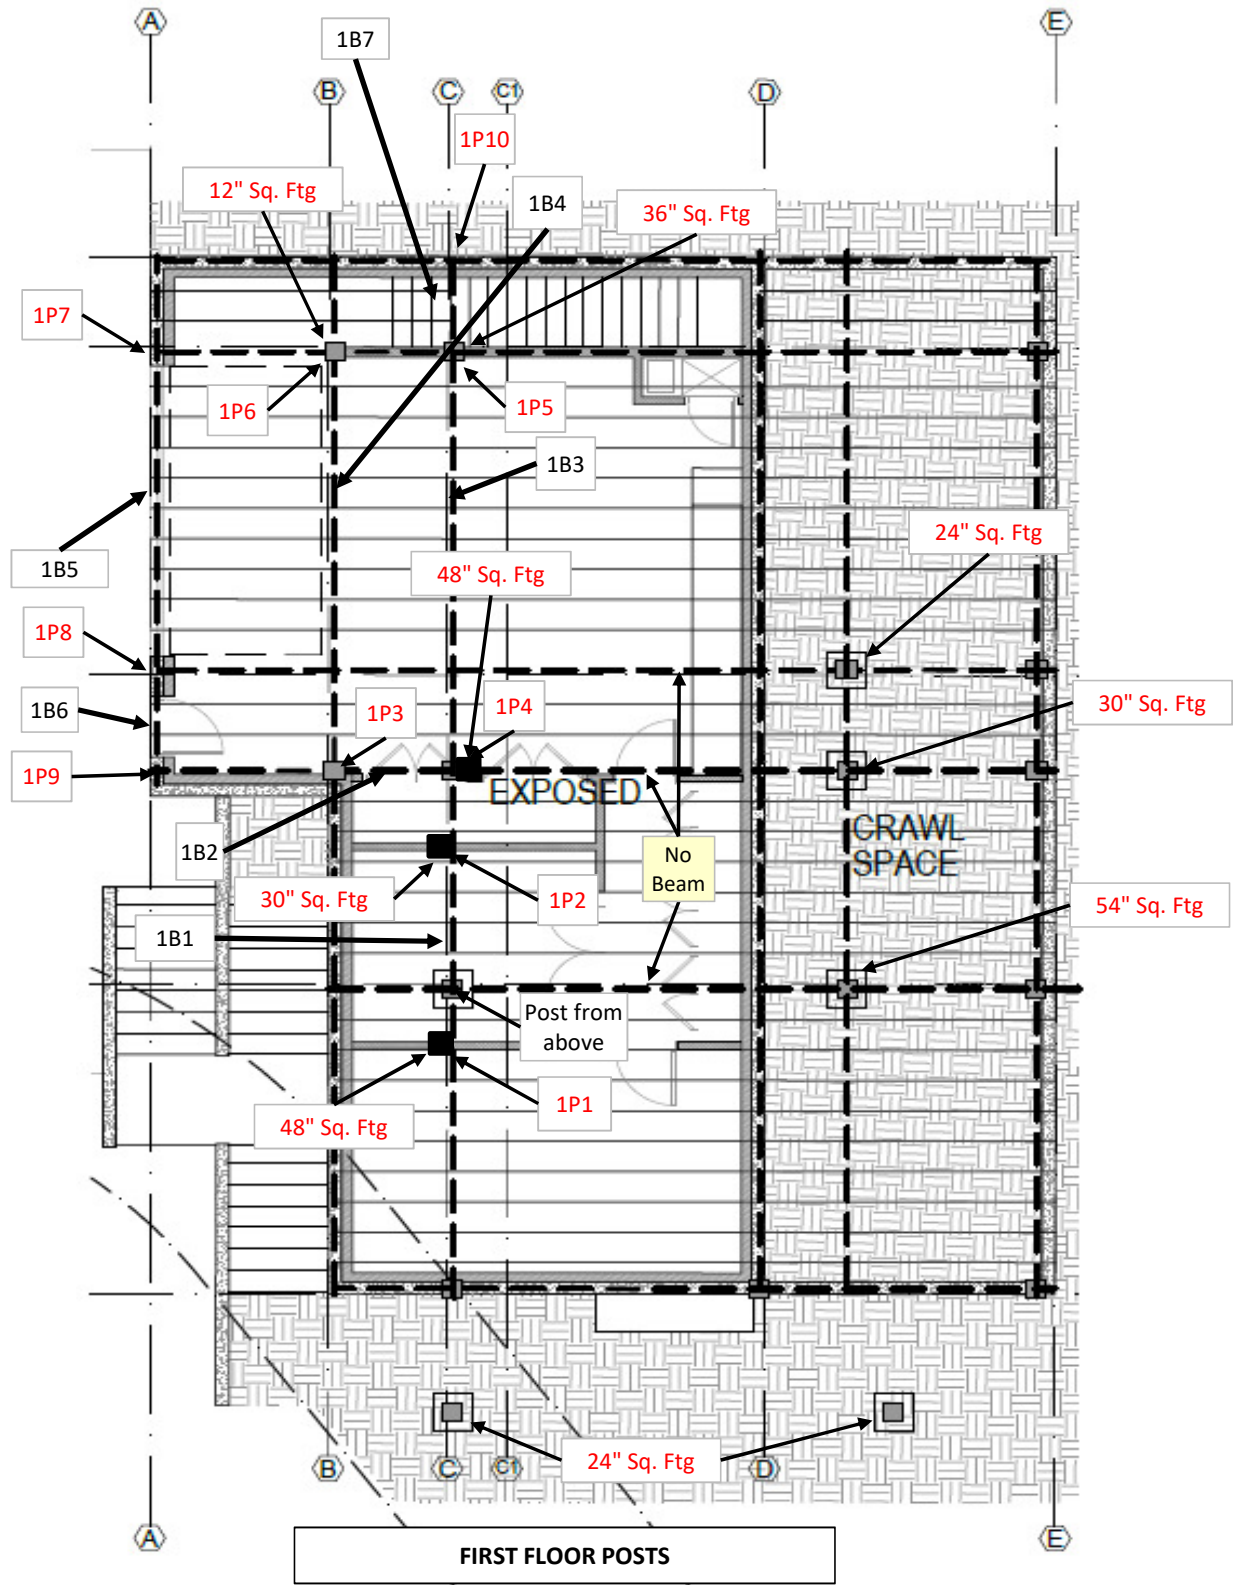 A
E
1B7
B
C
C1
D
1P10
12" Sq. Ftg
1B4
36" Sq. Ftg
1P7
1P6
1P5
1B3
24" Sq. Ftg
1B5
48" Sq. Ftg
1P8
1B6
1P3
1P4
30" Sq. Ftg
1P9
EXPOSED
CRAWL
SPACE
1B2
No
Beam
30" Sq. Ftg
1P2
54" Sq. Ftg
1B1
Post from
above
1P1
48" Sq. Ftg
24" Sq. Ftg
B
C
C1
D
A
E
FIRST FLOOR POSTS